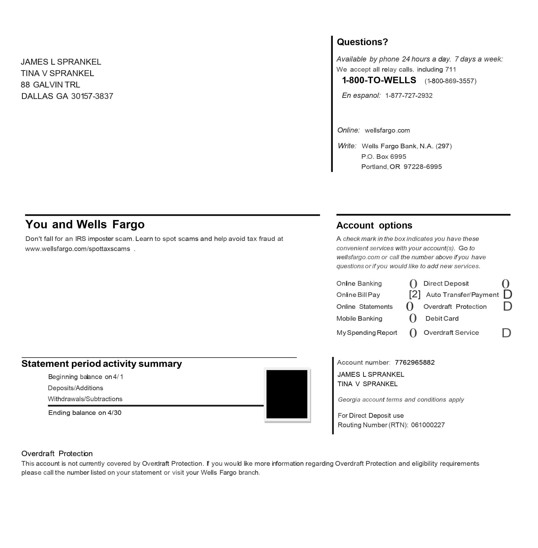 JAMES L SPRANKEL
TINA V SPRANKEL
88 GALVIN TRL
DALLAS GA 30157-3837
Questions?
Available by phone 24 hours a day, 7 days a week:
We accept all relay calls, including 711
1-800-TO-WELLS (1-800-869-3557)
En espanol: 1-877-727-2932
Online: wellsfargo.com
Write: Wells Fargo Bank, N.A. (297)
P.O. Box 6995
Portland, OR 97228-6995
You and Wells Fargo
Don't fall for an IRS imposter scam. Learn to spot scams and help avoid tax fraud at
www.wellsfargo.com/spottaxscams .
Account options
A check mark in the box indicates you have these
convenient services with your account(s). Go to
wellsfargo.com or call the number above if you have
questions or if you would like to add new services.
Online Banking () Direct Deposit ()
Online Bill Pay [2] Auto Transfer/Payment D
Online Statements () Overdraft Protection D
Mobile Banking () Debit Card
My Spending Report () Overdraft Service D
Statement period activity summary
Beginning balance on 4/1
Deposits/Additions
Withdrawals/Subtractions
Ending balance on 4/30
Account number: 7762965882
JAMES L SPRANKEL
TINA V SPRANKEL
Georgia account terms and conditions apply
For Direct Deposit use
Routing Number (RTN): 061000227
Overdraft Protection
This account is not currently covered by Overdraft Protection. If you would like more information regarding Overdraft Protection and eligibility requirements
please call the number listed on your statement or visit your Wells Fargo branch.